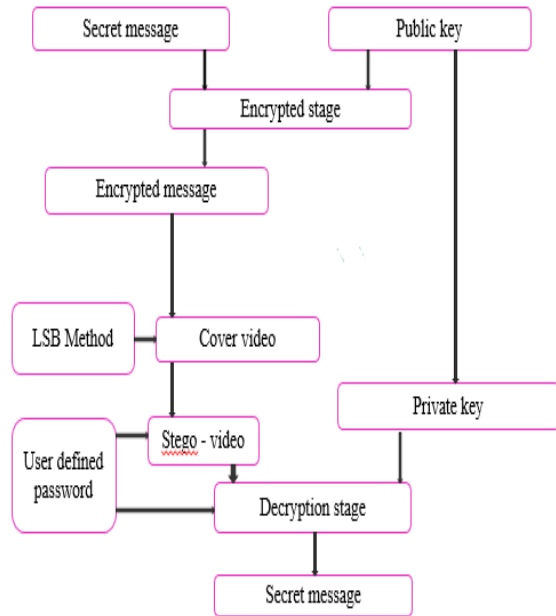 Secret message
Public key
Encrypted stage
Encrypted message
LSB Method
Cover video
Private key
Stego - video
User defined
password
Decryption stage
Secret message